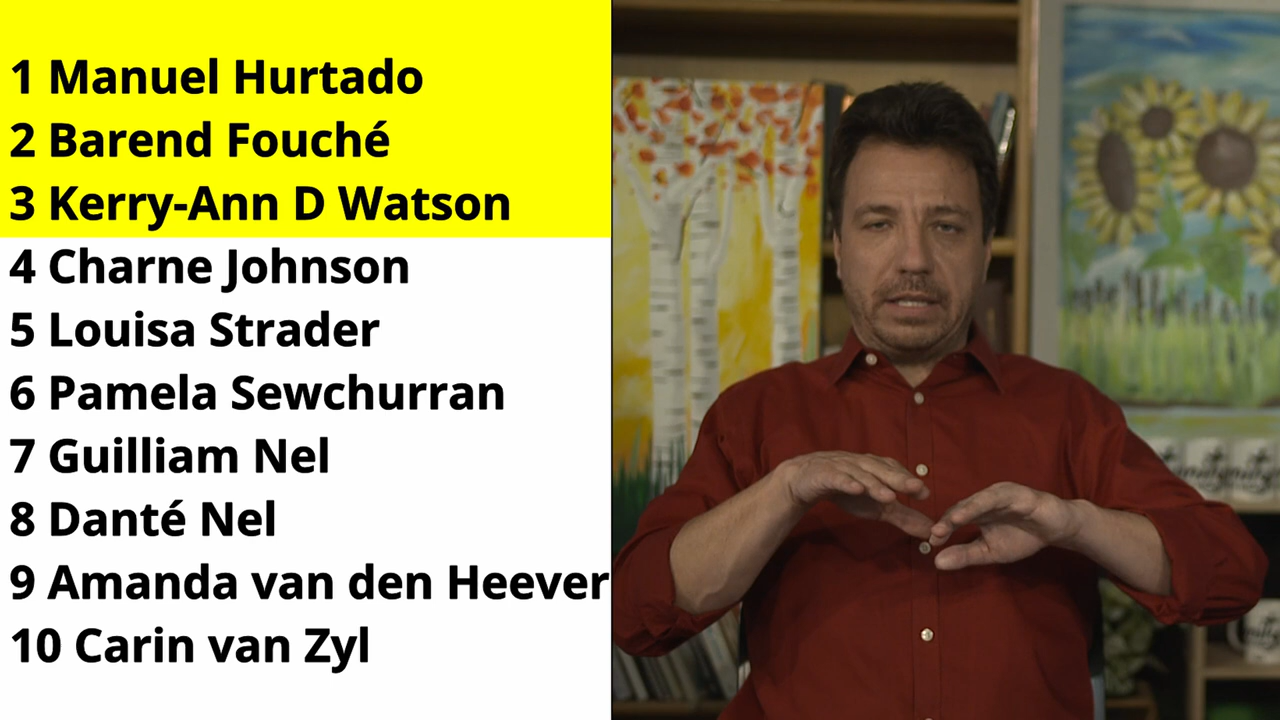 1 Manuel Hurtado
2 Barend Fouché
3 Kerry-Ann D Watson
4 Charne Johnson
5 Louisa Strader
6 Pamela Sewchurran
7 Guilliam Nel
8 Danté Nel
9 Amanda van den Heever
10 Carin van Zyl